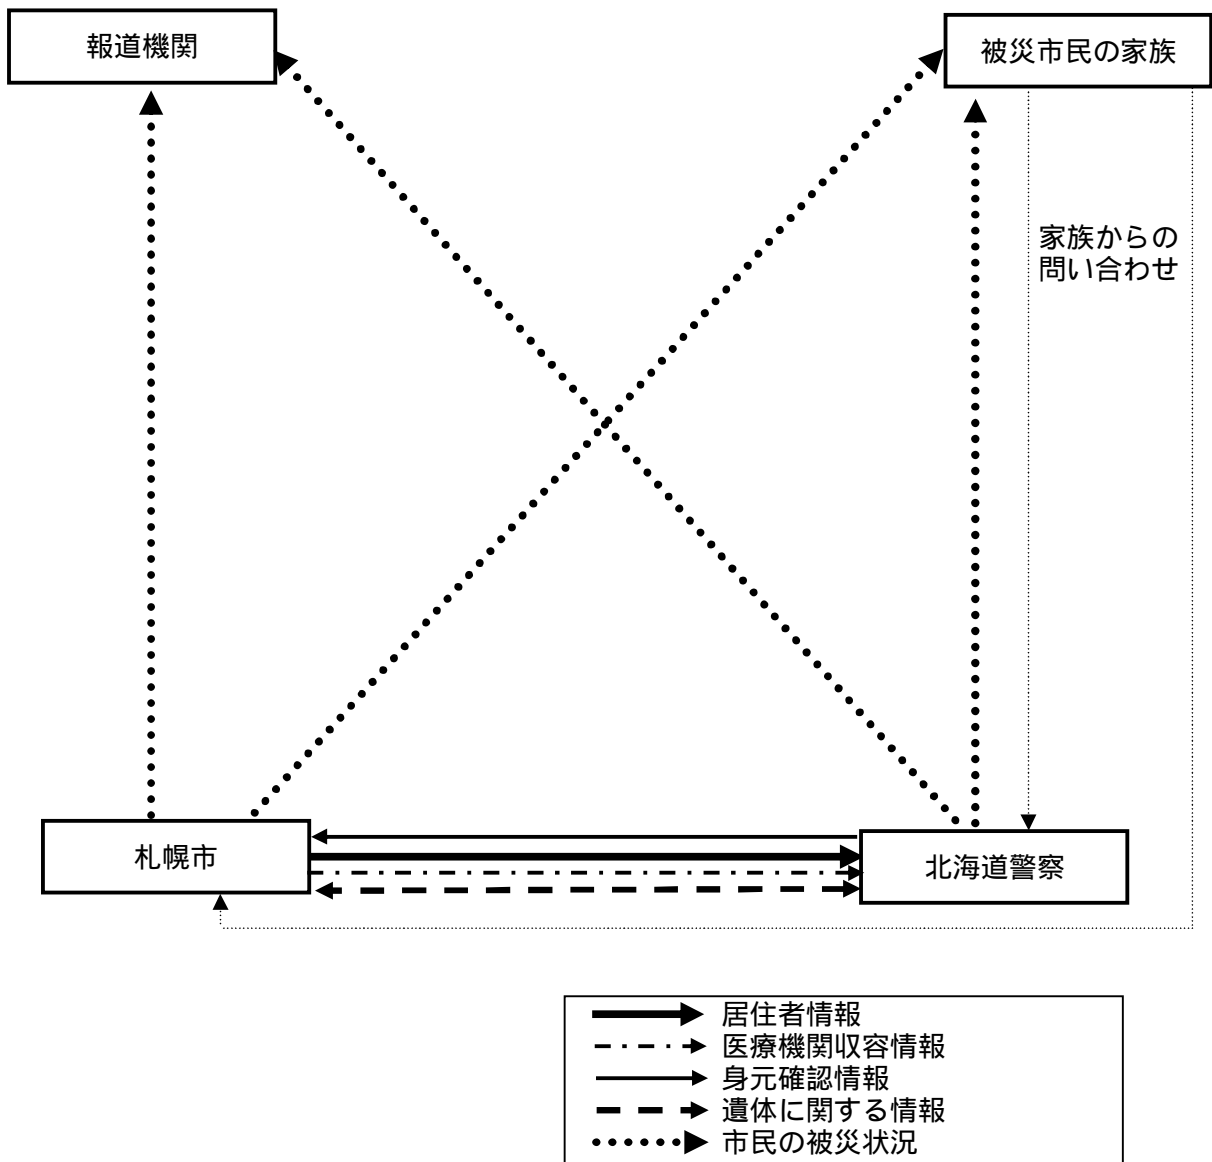 報道機関
被災市民の家族
家族からの
問い合わせ
札幌市
北海道警察
居住者情報
医療機関収容情報
身元確認情報
遺体に関する情報
市民の被災状況